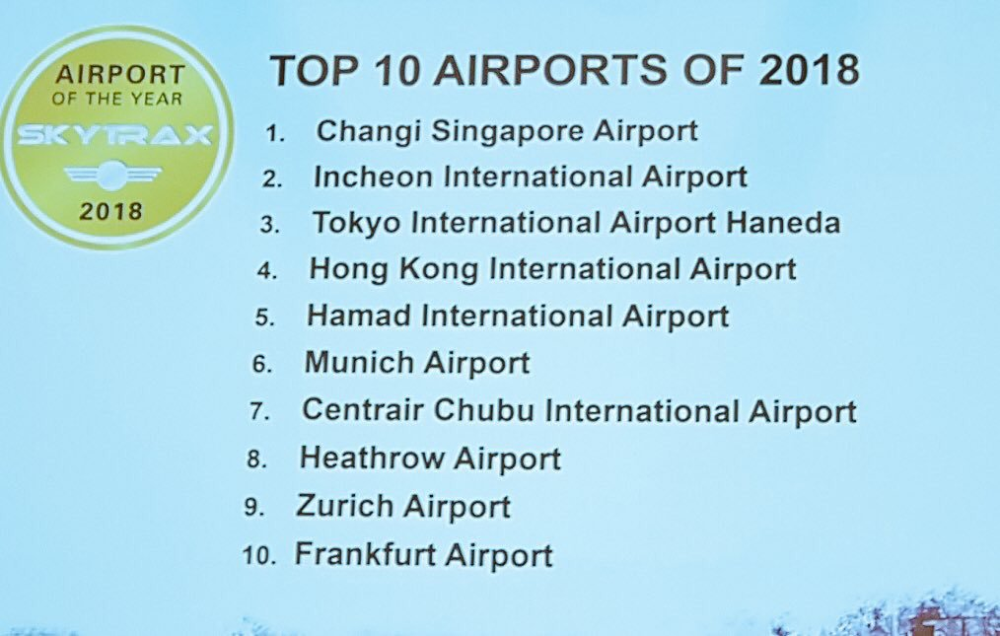 AIRPORT
OF THE YEAR
SKYTRAX
2018
TOP 10 AIRPORTS OF 2018
1. Changi Singapore Airport
2. Incheon International Airport
3. Tokyo International Airport Haneda
4. Hong Kong International Airport
5. Hamad International Airport
6. Munich Airport
7. Centrair Chubu International Airport
8. Heathrow Airport
9. Zurich Airport
10. Frankfurt Airport